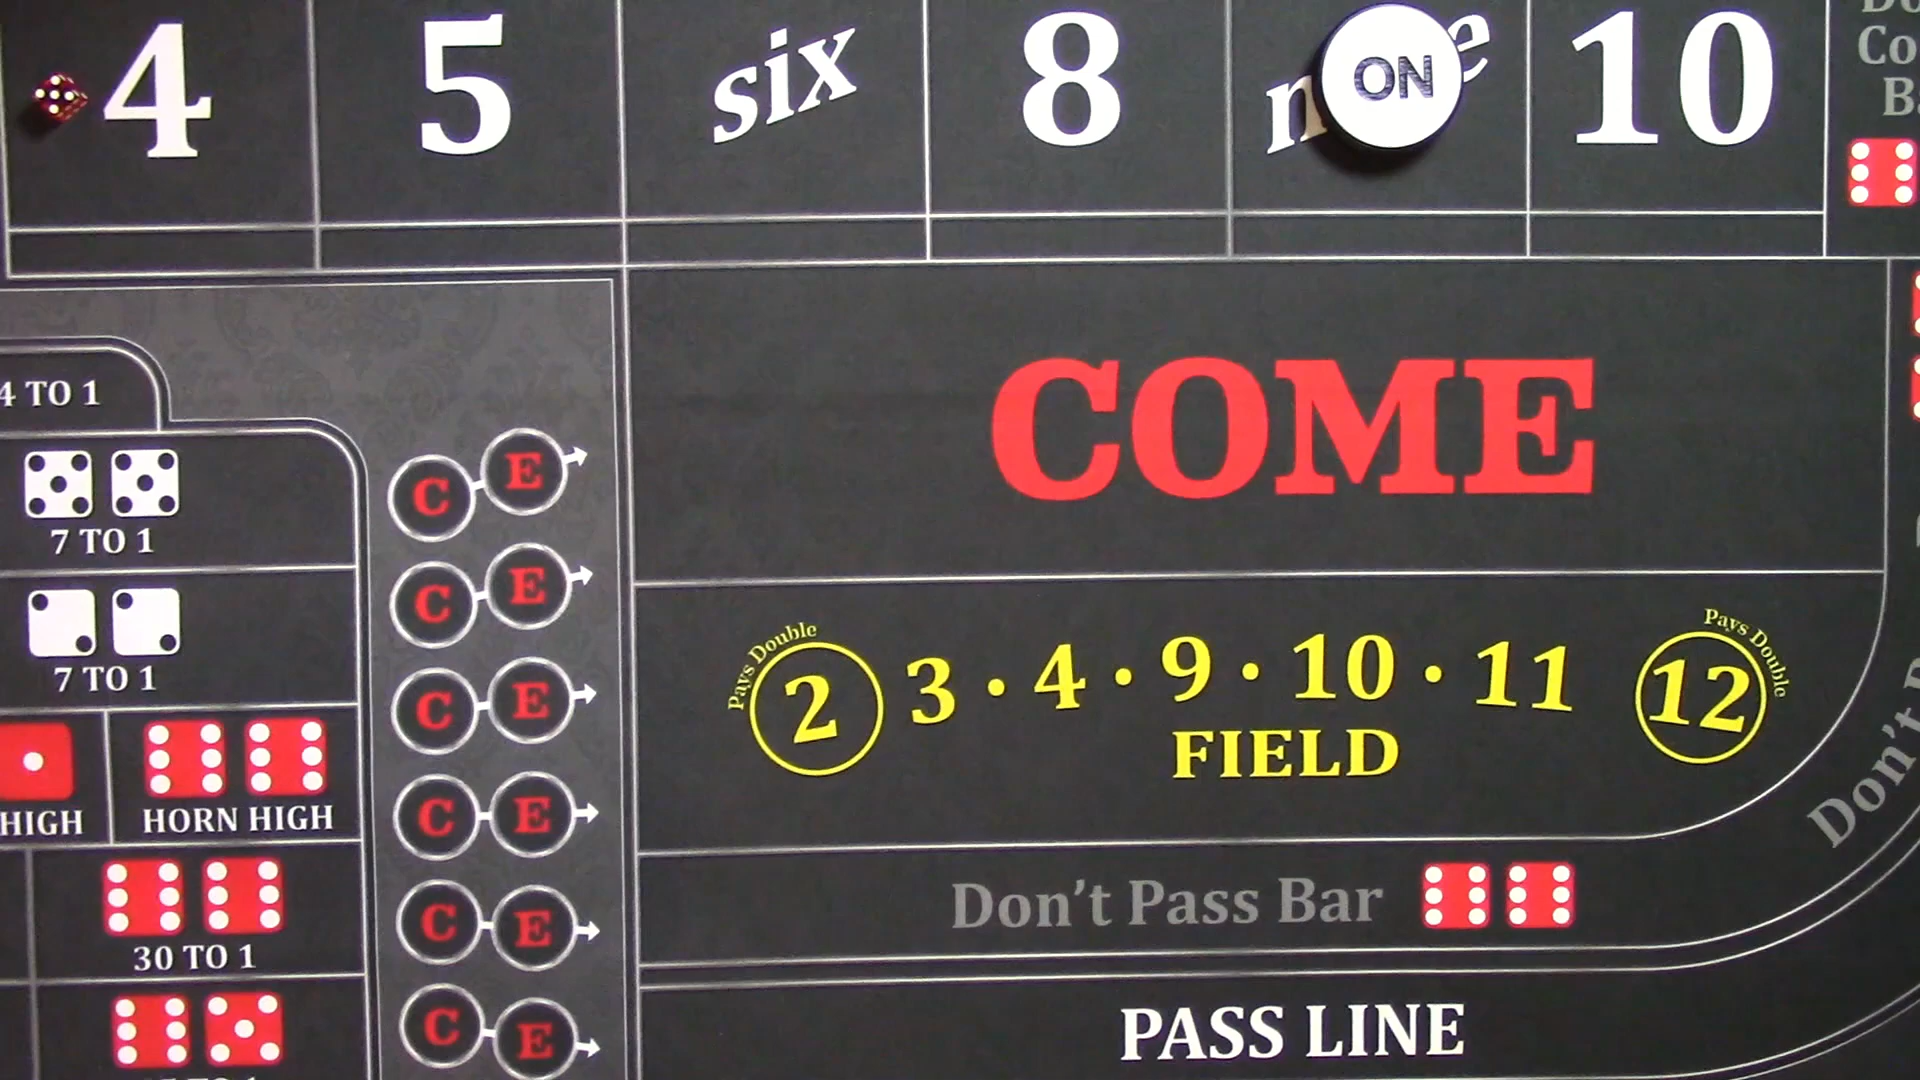 4 5 six 8 ON 10
Co
COME
4 TO 1
7 TO 1
7 TO 1
C E
C E
C E
C E
C E
C E
Pays Double
2 3 • 4 • 9 • 10 • 11 12
Pays Double
FIELD
HIGH
HORN HIGH
30 TO 1
Don't Pass Bar
Don't
PASS LINE